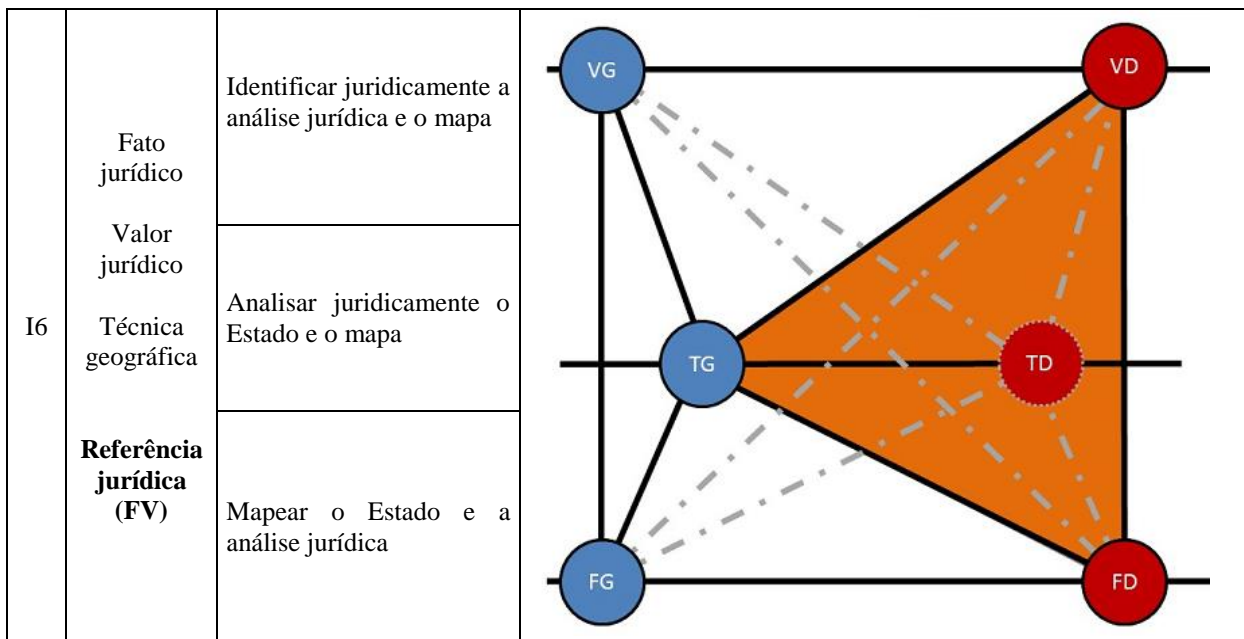 I6
Fato
jurídico
Valor
jurídico
Técnica
geográfica
Referência
jurídica
(FV)
Identificar juridicamente a
análise jurídica e o mapa
Analisar juridicamente o
Estado e o mapa
Mapear o Estado e a
análise jurídica
VG
VD
TG
TD
FG
FD